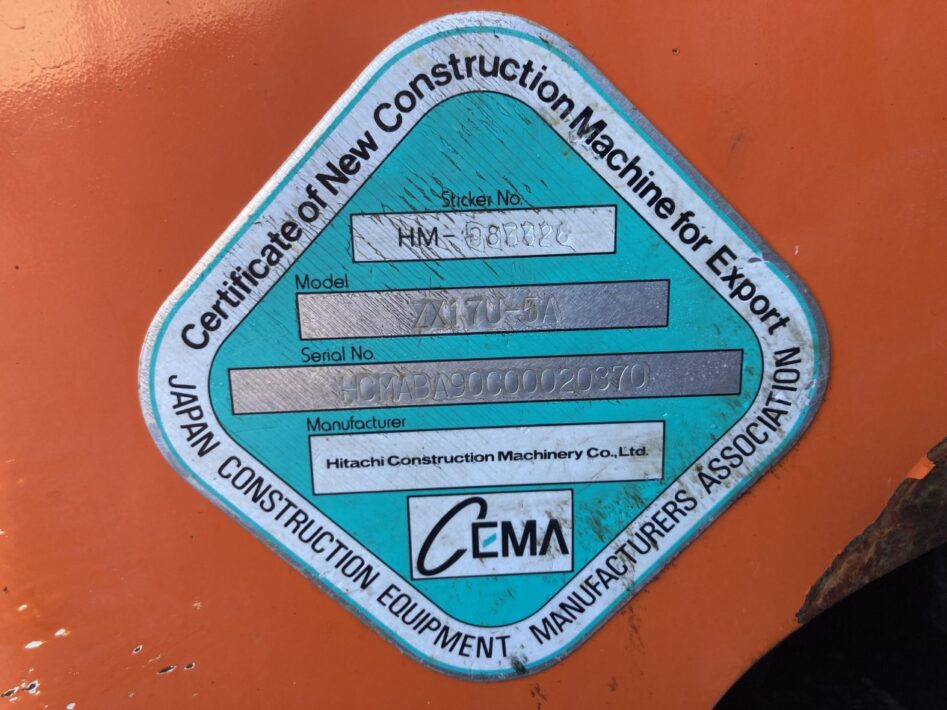 Certificate of New Construction Machine for Export
Sticker No.
HM-
Model
ZX17U-5A
Serial No.
HCMABA90C00020370
Manufacturer
Hitachi Construction Machinery Co., Ltd.
CEMA
JAPAN CONSTRUCTION EQUIPMENT MANUFACTURERS ASSOCIATION